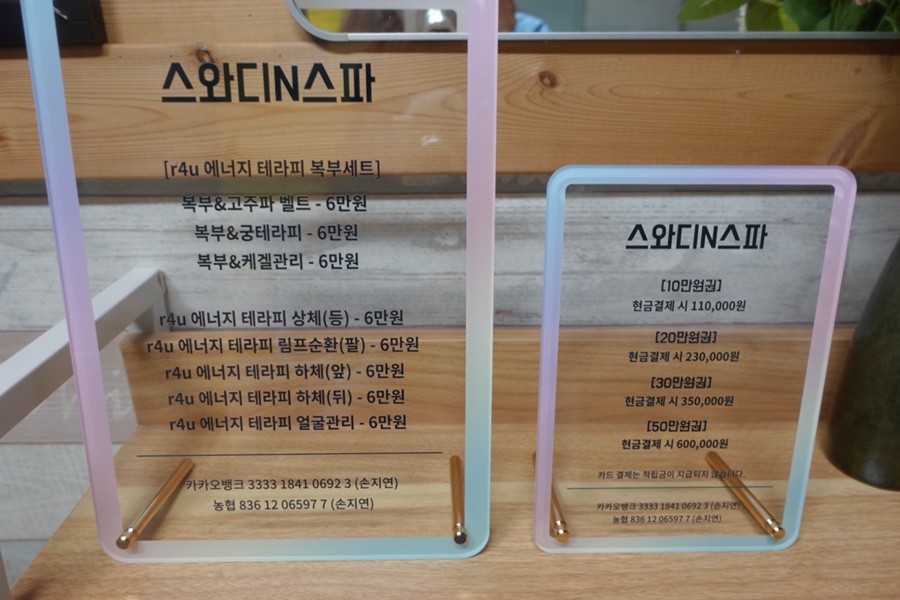 스와디N스파
[r4u 에너지 테라피 복부세트]
복부&고주파 벨트 - 6만원
복부&궁테라피 - 6만원
복부&케겔관리 - 6만원
r4u 에너지 테라피 상체(등) - 6만원
r4u 에너지 테라피 림프순환(팔) - 6만원
r4u 에너지 테라피 하체(앞) - 6만원
r4u 에너지 테라피 하체(뒤) - 6만원
r4u 에너지 테라피 얼굴관리 - 6만원
카카오뱅크 3333 1841 0692 3 (손지연)
농협 836 12 06597 7 (손지연)
스와디N스파
[10만원권]
현금결제 시 110,000원
[20만원권]
현금결제 시 230,000원
[30만원권]
현금결제 시 350,000원
[50만원권]
현금결제 시 600,000원
카드 결제는 적립금이 지급되지 않습니다.
카카오뱅크 3333 1841 0692 3 (손지연)
농협 836 12 06597 7 (손지연)